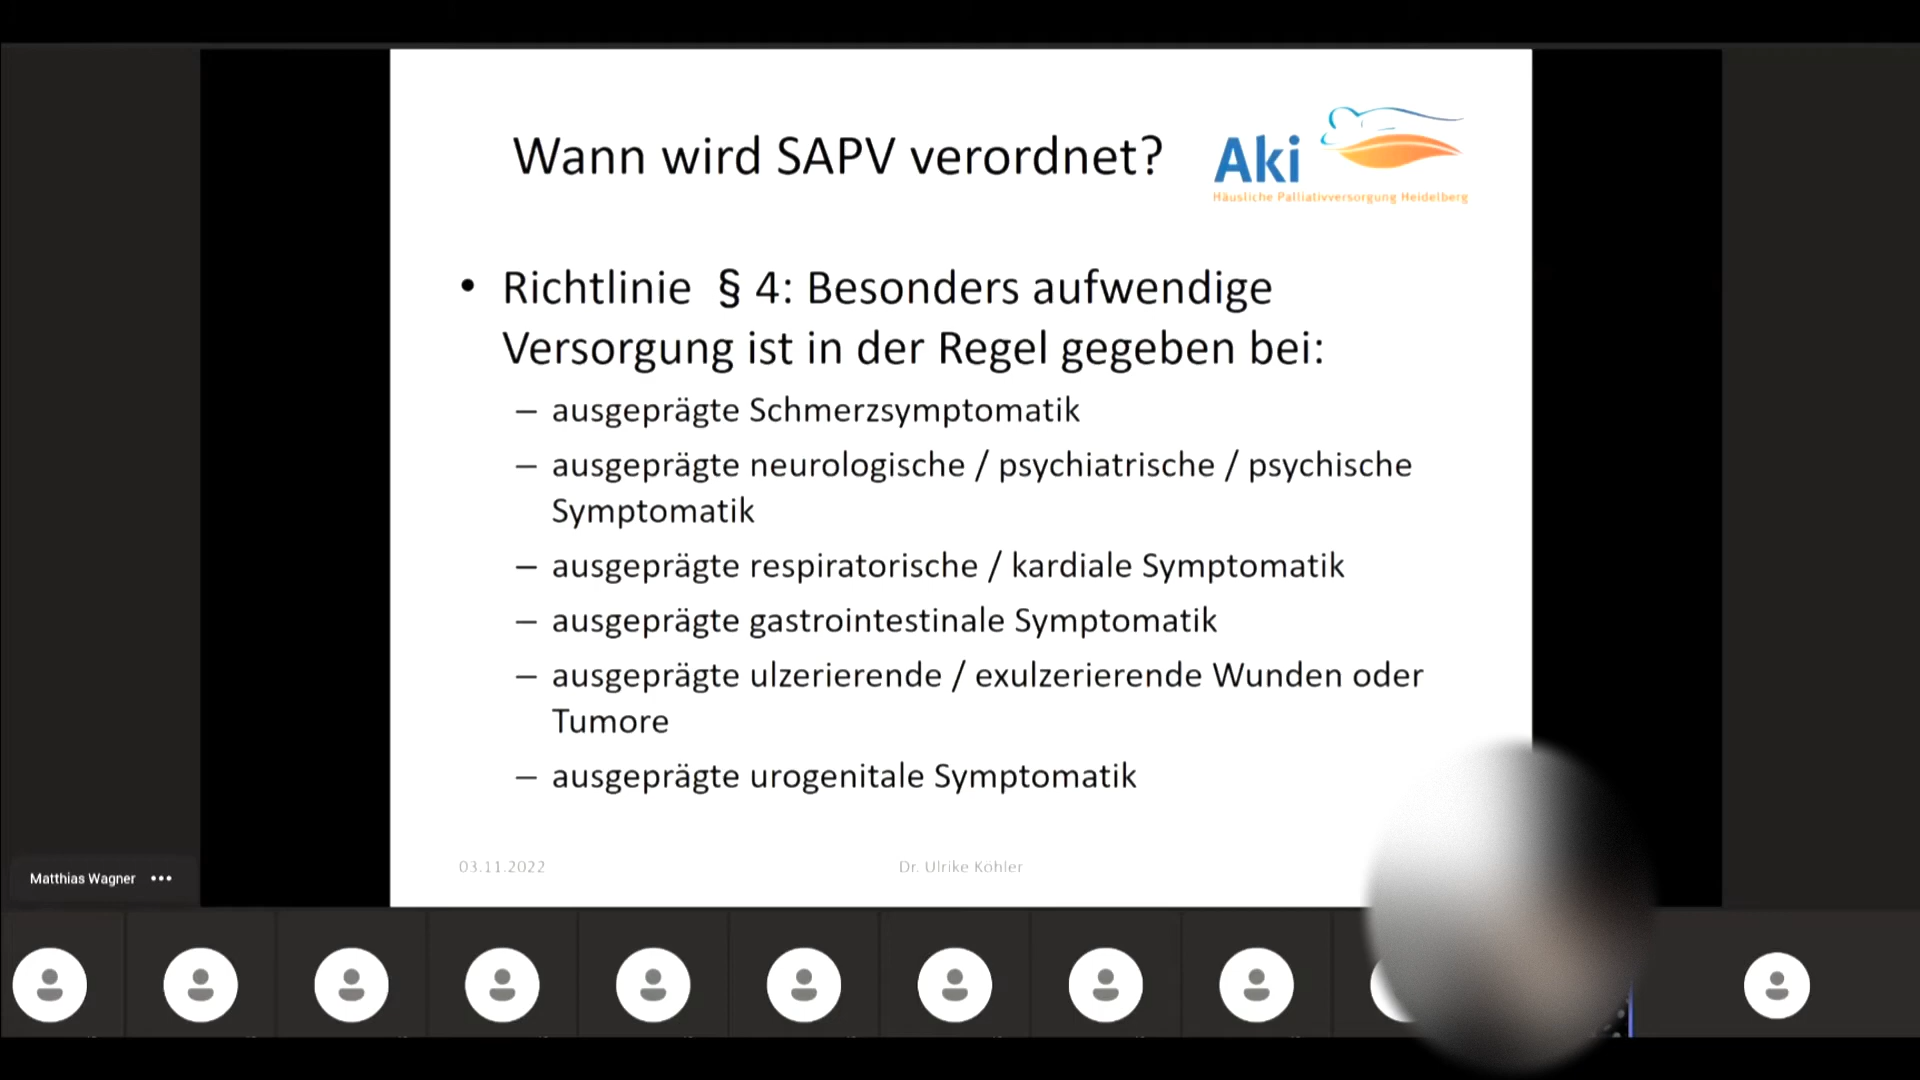 Wann wird SAPV verordnet?
Aki
Häusliche Palliativversorgung Heidelberg
• Richtlinie § 4: Besonders aufwendige
Versorgung ist in der Regel gegeben bei:
– ausgeprägte Schmerzsymptomatik
– ausgeprägte neurologische / psychiatrische / psychische
Symptomatik
– ausgeprägte respiratorische / kardiale Symptomatik
– ausgeprägte gastrointestinale Symptomatik
– ausgeprägte ulzerierende / exulzerierende Wunden oder
Tumore
– ausgeprägte urogenitale Symptomatik
03.11.2022
Dr. Ulrike Köhler
Matthias Wagner •••